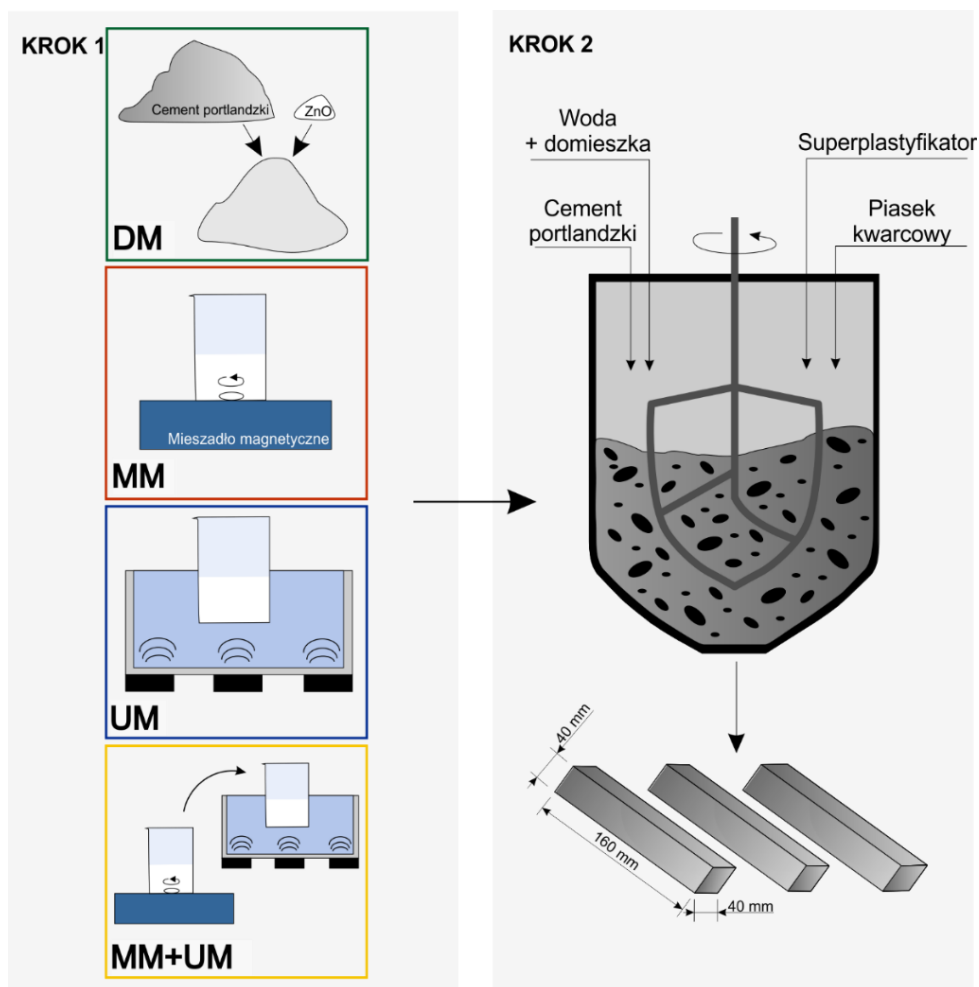 KROK 1
Cement portlandzki
ZnO
DM
Mieszadło magnetyczne
MM
UM
MM+UM
KROK 2
Woda
+ domieszka
Superplastyfikator
Cement
portlandzki
Piasek
kwarcowy
40 mm
160 mm
40 mm